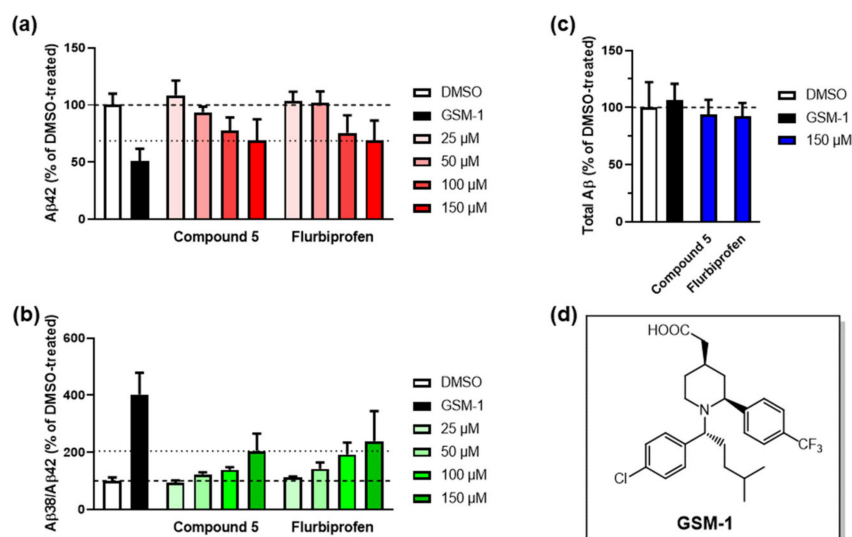 (a)
150
100
50
0
Aβ42 (% of DMSO-treated)
Compound 5
Flurbiprofen
DMSO
GSM-1
25 µM
50 µM
100 µM
150 µM
(b)
600
400
200
0
Aβ38/Aβ42 (% of DMSO-treated)
Compound 5
Flurbiprofen
DMSO
GSM-1
25 µM
50 µM
100 µM
150 µM
(c)
150
100
50
0
Total Aβ (% of DMSO-treated)
Compound 5
Flurbiprofen
DMSO
GSM-1
150 µM
(d)
HOOC
N
CF3
Cl
GSM-1